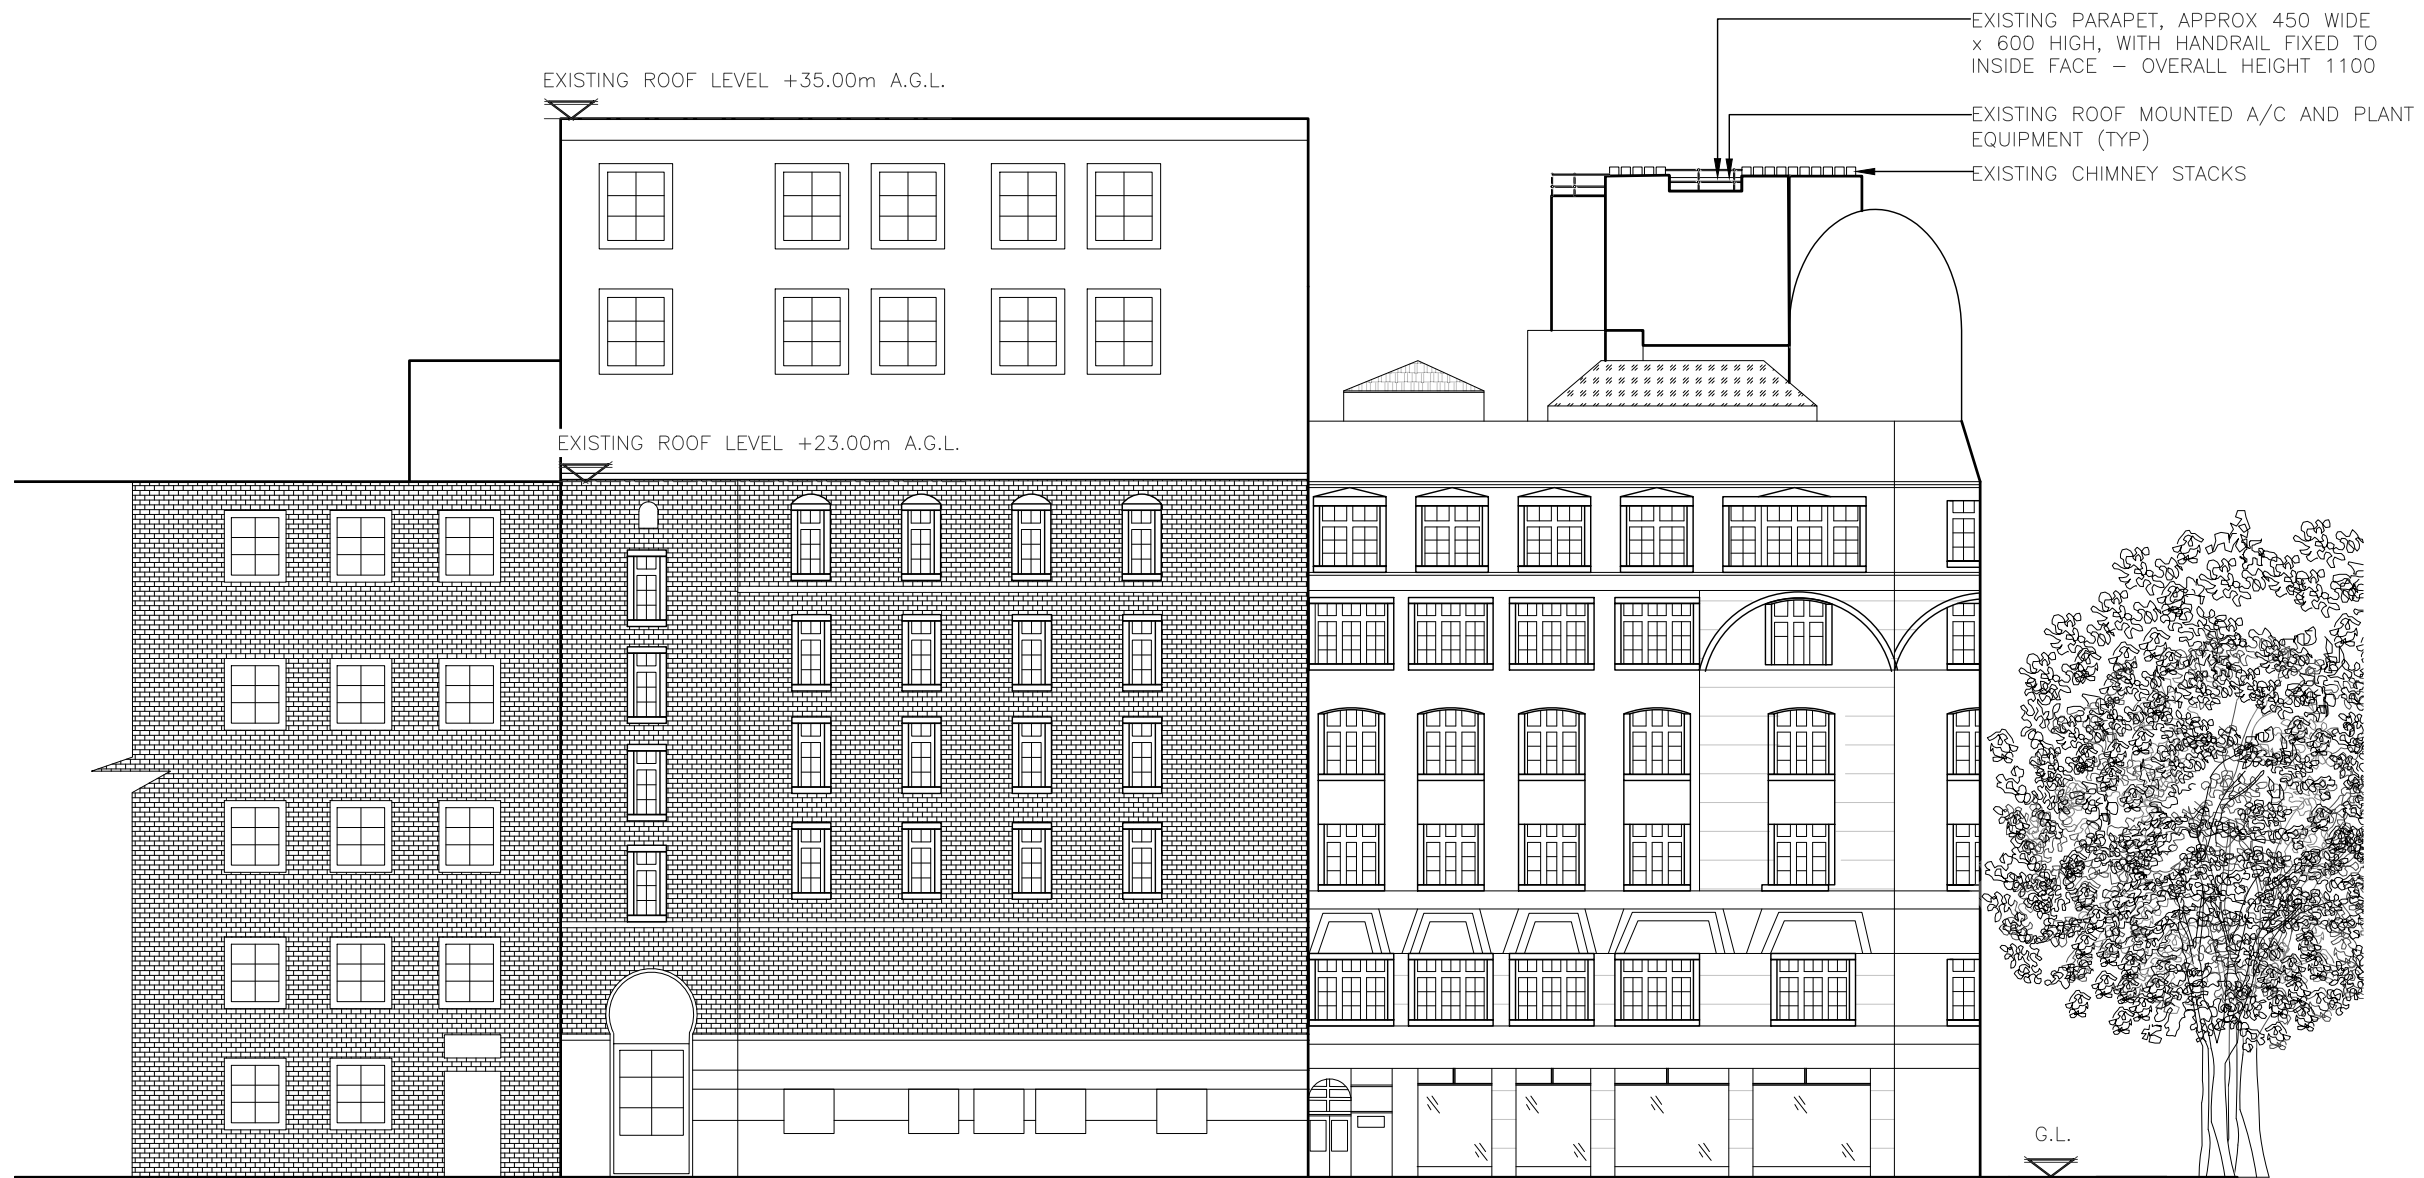 EXISTING PARAPET, APPROX 450 WIDE
x 600 HIGH, WITH HANDRAIL FIXED TO
INSIDE FACE – OVERALL HEIGHT 1100
EXISTING ROOF LEVEL +35.00m A.G.L.
EXISTING ROOF MOUNTED A/C AND PLANT
EQUIPMENT (TYP)
EXISTING CHIMNEY STACKS
EXISTING ROOF LEVEL +23.00m A.G.L.
G.L.